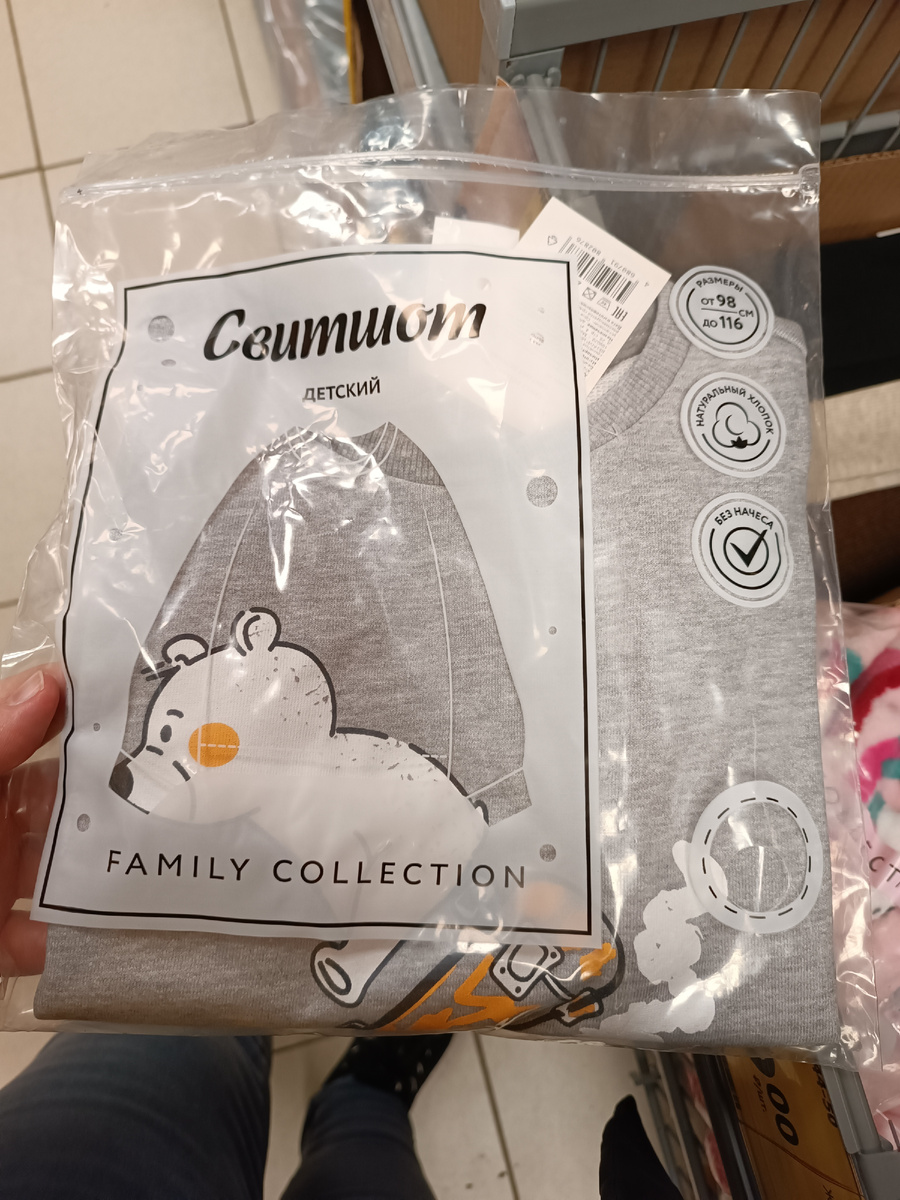 Свитшот
ДЕТСКИЙ
FAMILY COLLECTION
РАЗМЕРЫ
ОТ 98
СМ
ДО 116
НАТУРАЛЬНЫЙ ХЛОПОК
БЕЗ НАЧЕСА